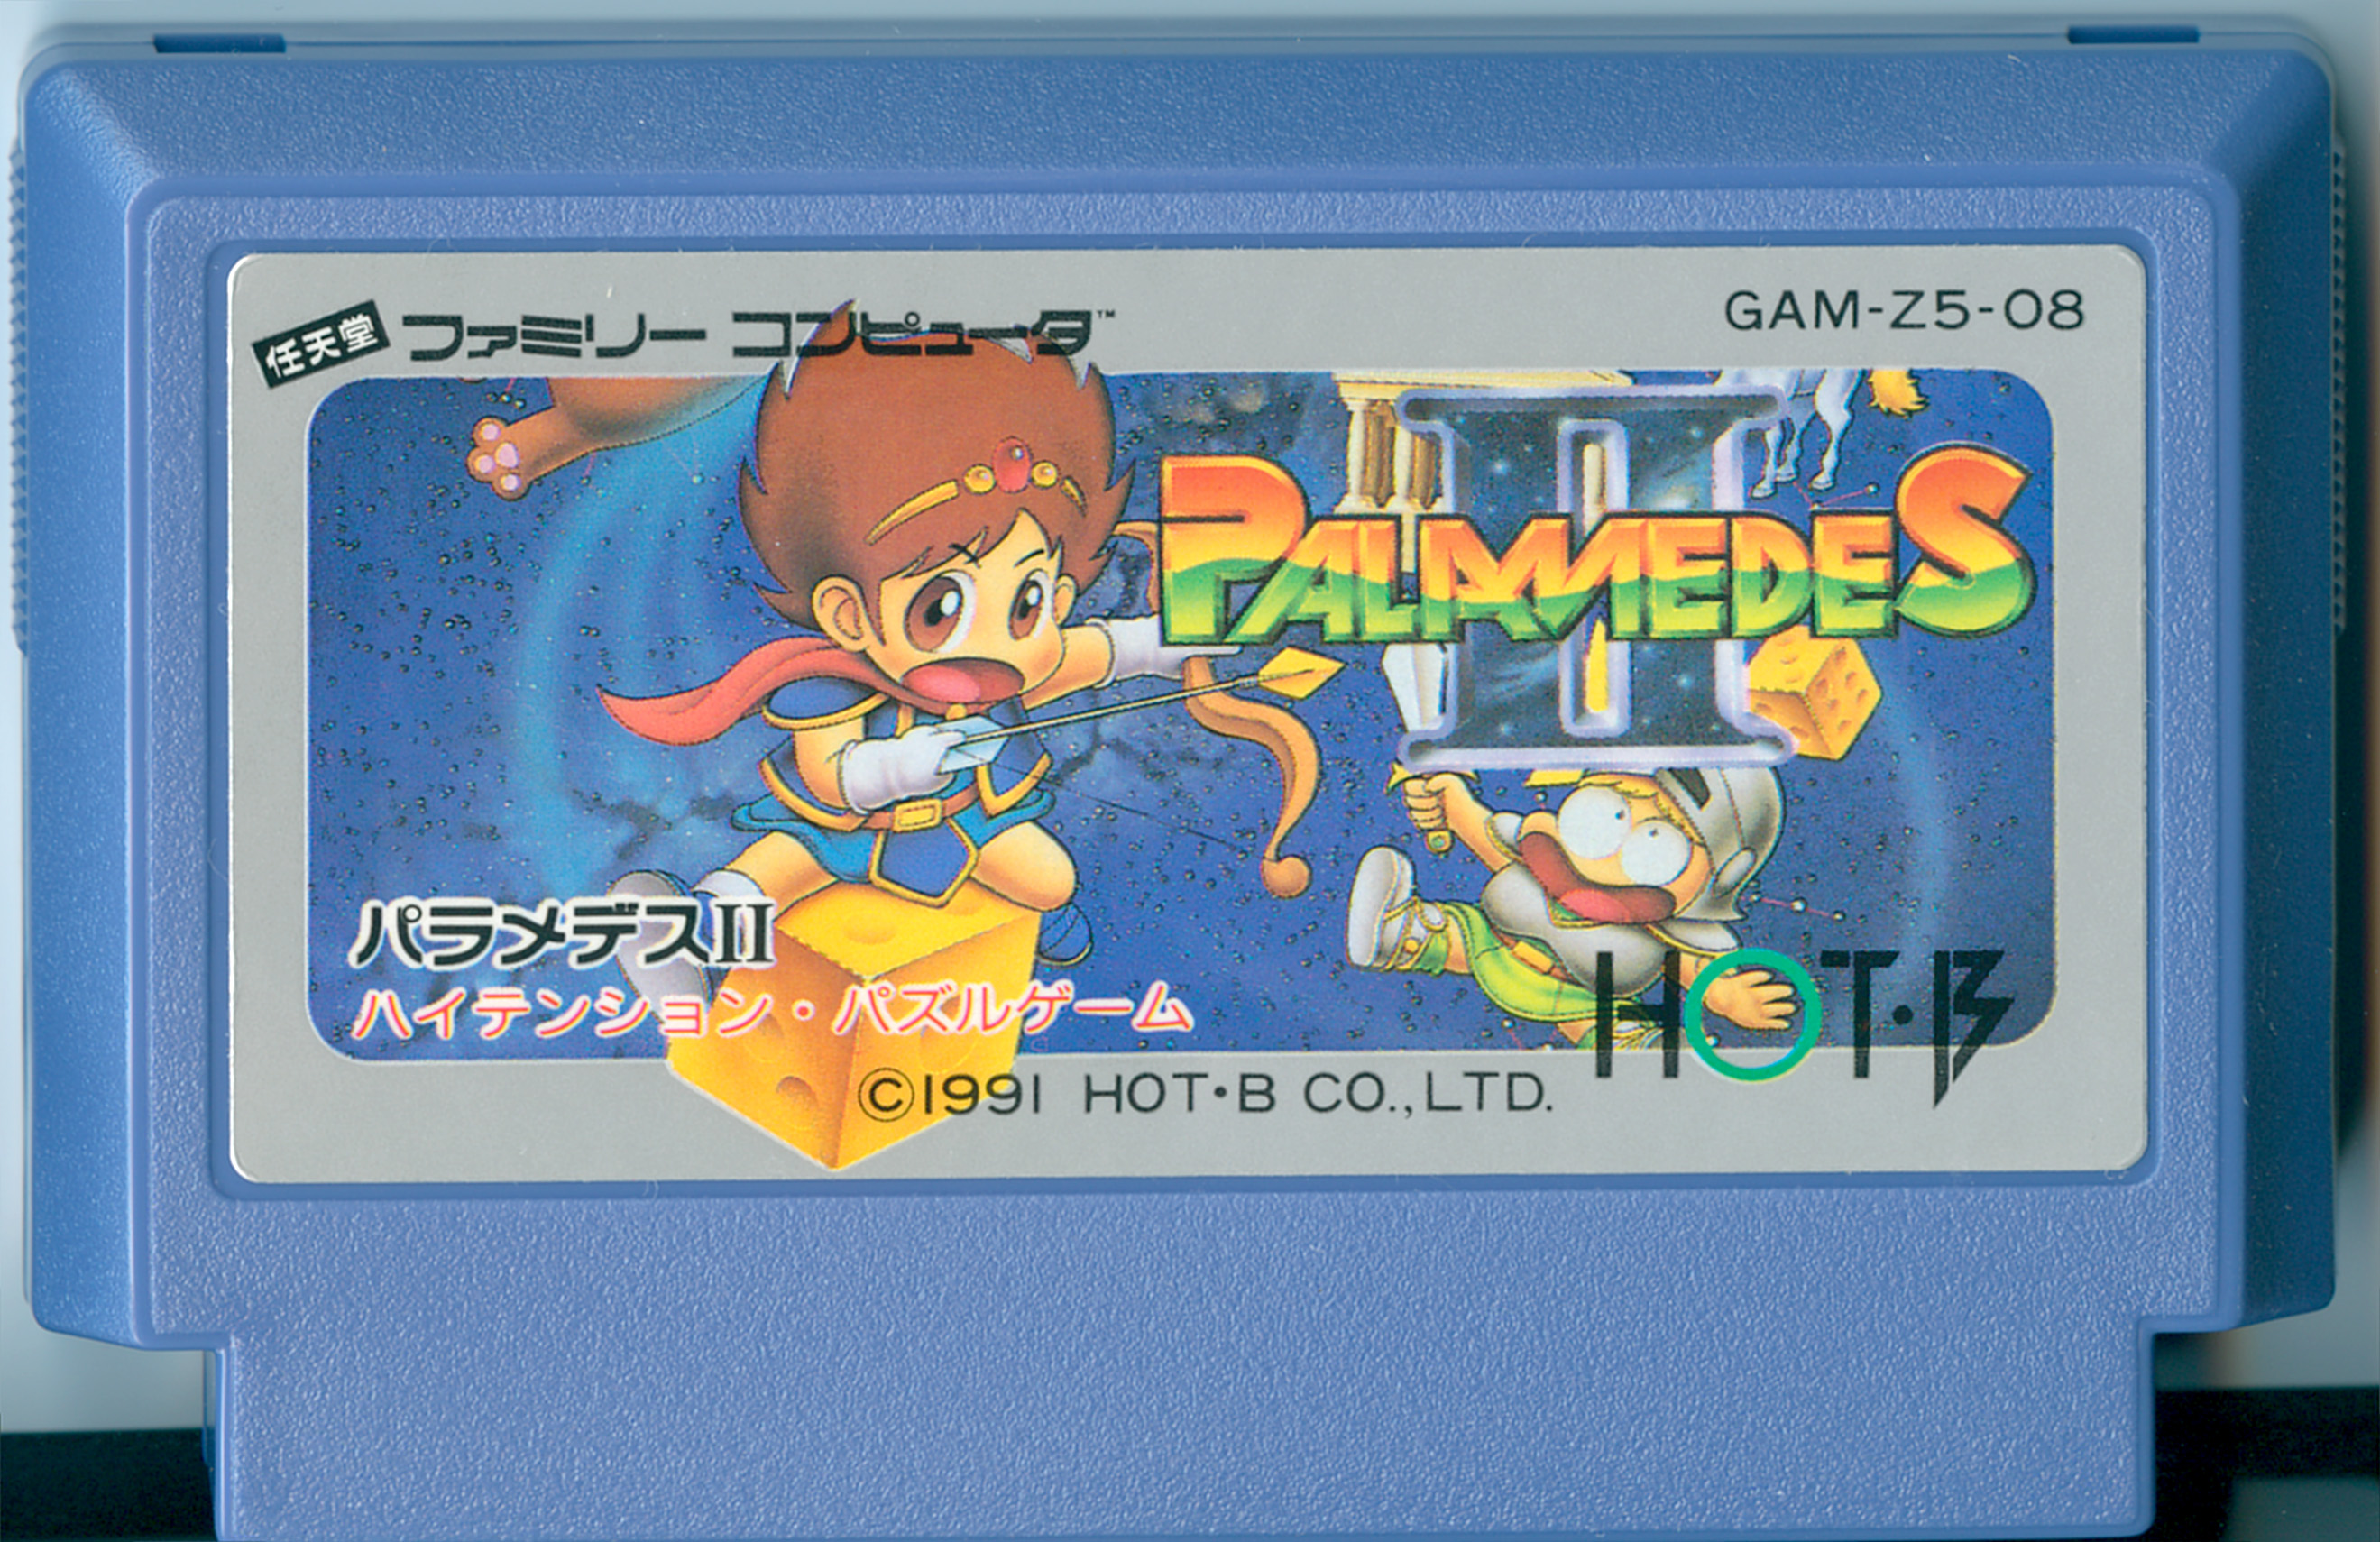 任天堂 ファミリー コンピュータ™
GAM-Z5-08
II
PALAMEDES
パラメデスII
ハイテンション・パズルゲーム
HOT・B
©1991 HOT・B CO.,LTD.